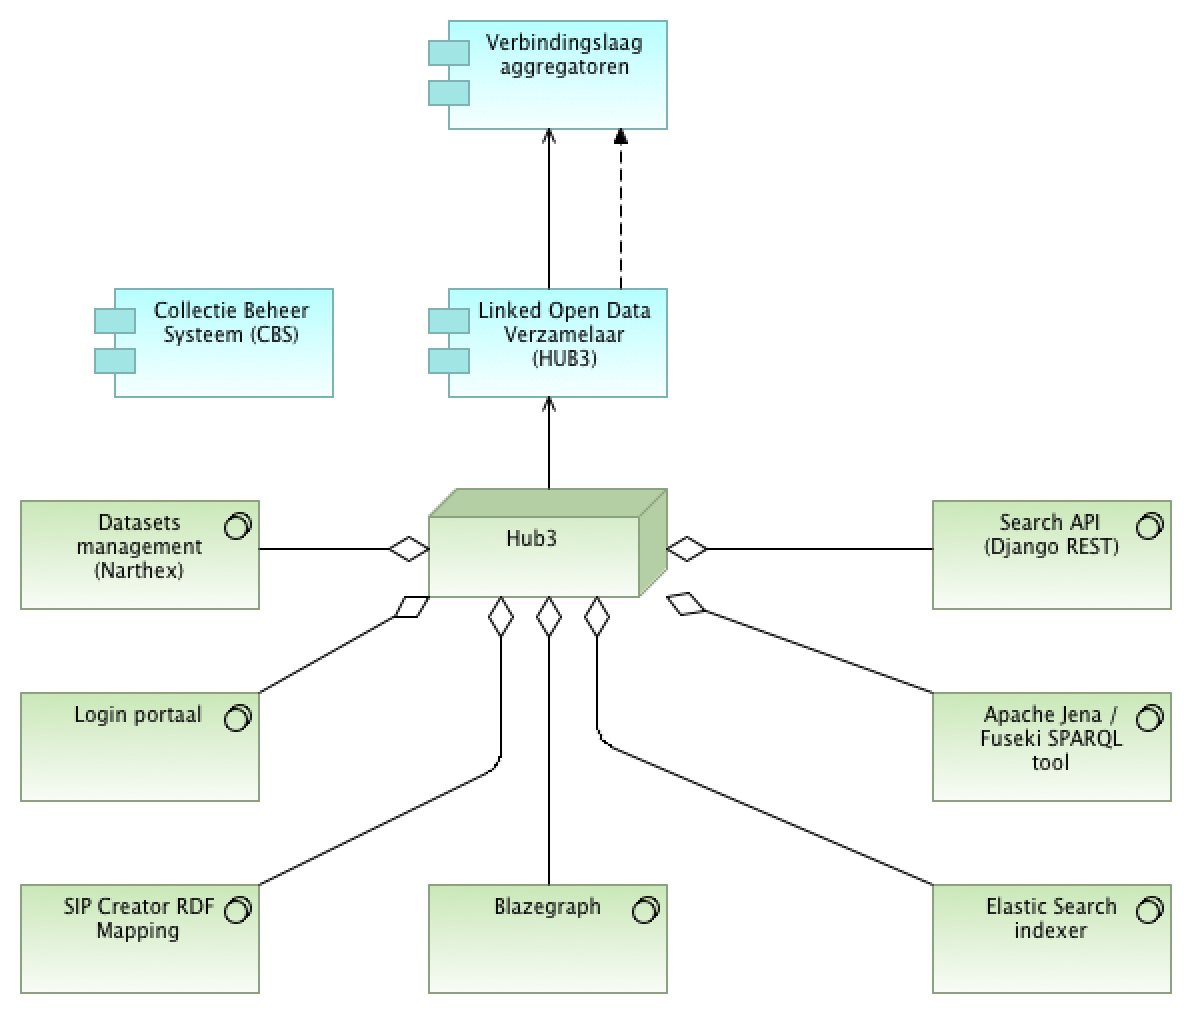 Verbindingslaag
aggregatoren
Collectie Beheer
Systeem (CBS)
Linked Open Data
Verzamelaar
(HUB3)
Datasets
management
(Narthex)
Hub3
Search API
(Django REST)
Login portaal
Apache Jena /
Fuseki SPARQL
tool
SIP Creator RDF
Mapping
Blazegraph
Elastic Search
indexer